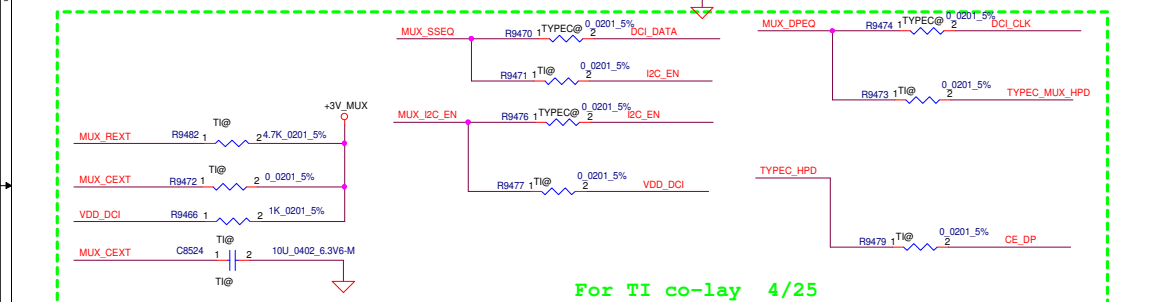 MUX_SSEQ R9470 1 TYPEC@ 2 0_0201_5% DCI_DATA
MUX_DPEQ R9474 1 TYPEC@ 2 0_0201_5% DCI_CLK
R9471 1 TI@ 2 0_0201_5% I2C_EN
R9473 1 TI@ 2 0_0201_5% TYPEC_MUX_HPD
+3V_MUX
MUX_I2C_EN R9476 1 TYPEC@ 2 0_0201_5% I2C_EN
TI@
MUX_REXT R9482 1 2 4.7K_0201_5%
TI@
MUX_CEXT R9472 1 2 0_0201_5%
R9477 1 TI@ 2 0_0201_5% VDD_DCI
TYPEC_HPD
TI@
VDD_DCI R9466 1 2 1K_0201_5%
TI@
MUX_CEXT C8524 1 2 10U_0402_6.3V6-M
TI@
R9479 1 TI@ 2 0_0201_5% CE_DP
For TI co-lay 4/25